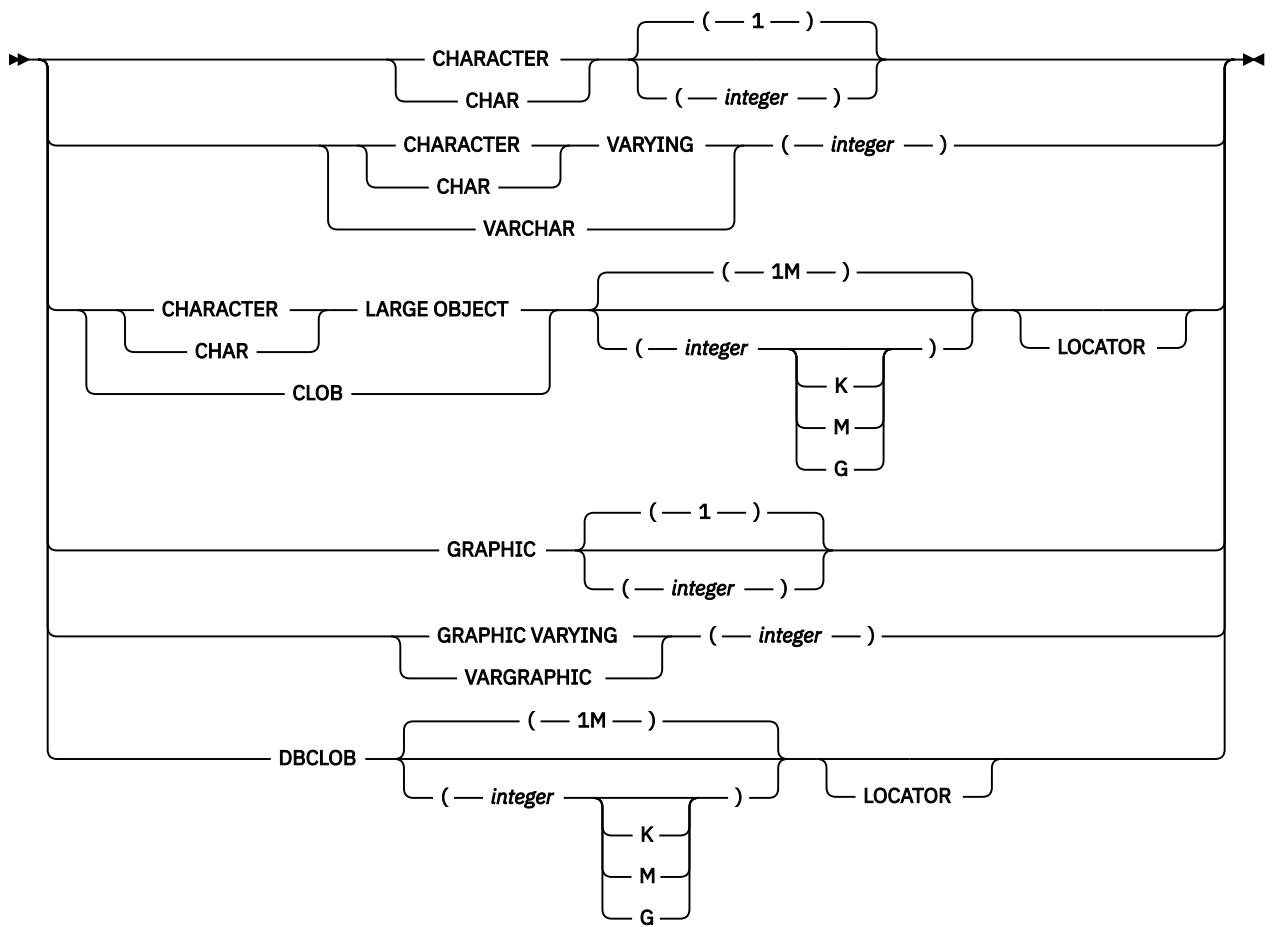 ( 1 )
CHARACTER
CHAR ( integer )
CHARACTER VARYING ( integer )
CHAR
VARCHAR
( 1M )
CHARACTER LARGE OBJECT
CHAR ( integer ) LOCATOR
K
CLOB
M
G
( 1 )
GRAPHIC
( integer )
GRAPHIC VARYING ( integer )
VARGRAPHIC
( 1M )
DBCLOB
( integer ) LOCATOR
K
M
G